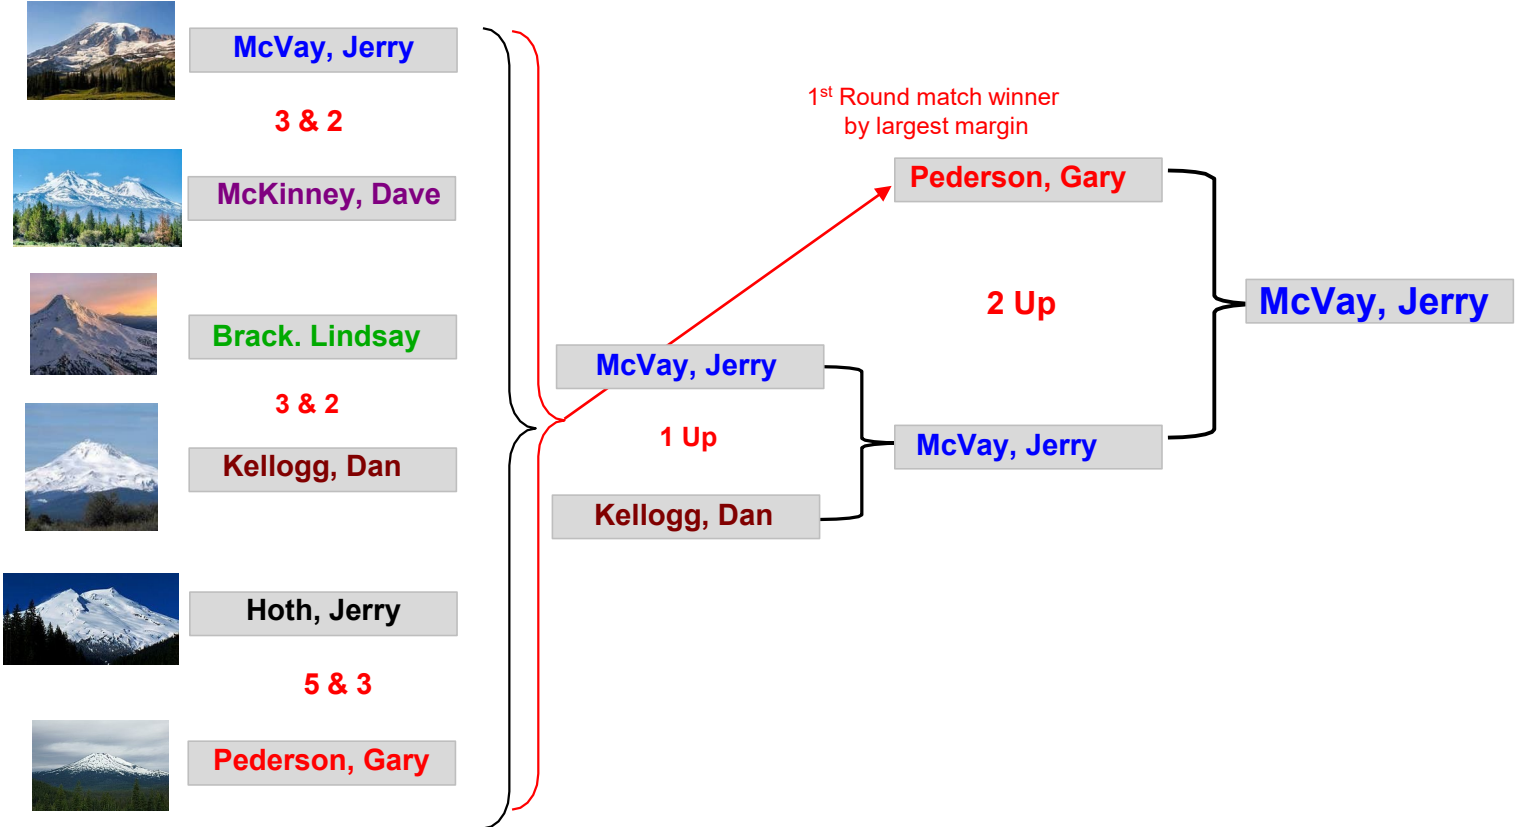 McVay, Jerry
3 & 2
McKinney, Dave
Brack. Lindsay
3 & 2
Kellogg, Dan
Hoth, Jerry
5 & 3
Pederson, Gary
McVay, Jerry
1 Up
Kellogg, Dan
1st Round match winner
by largest margin
Pederson, Gary
2 Up
McVay, Jerry
McVay, Jerry